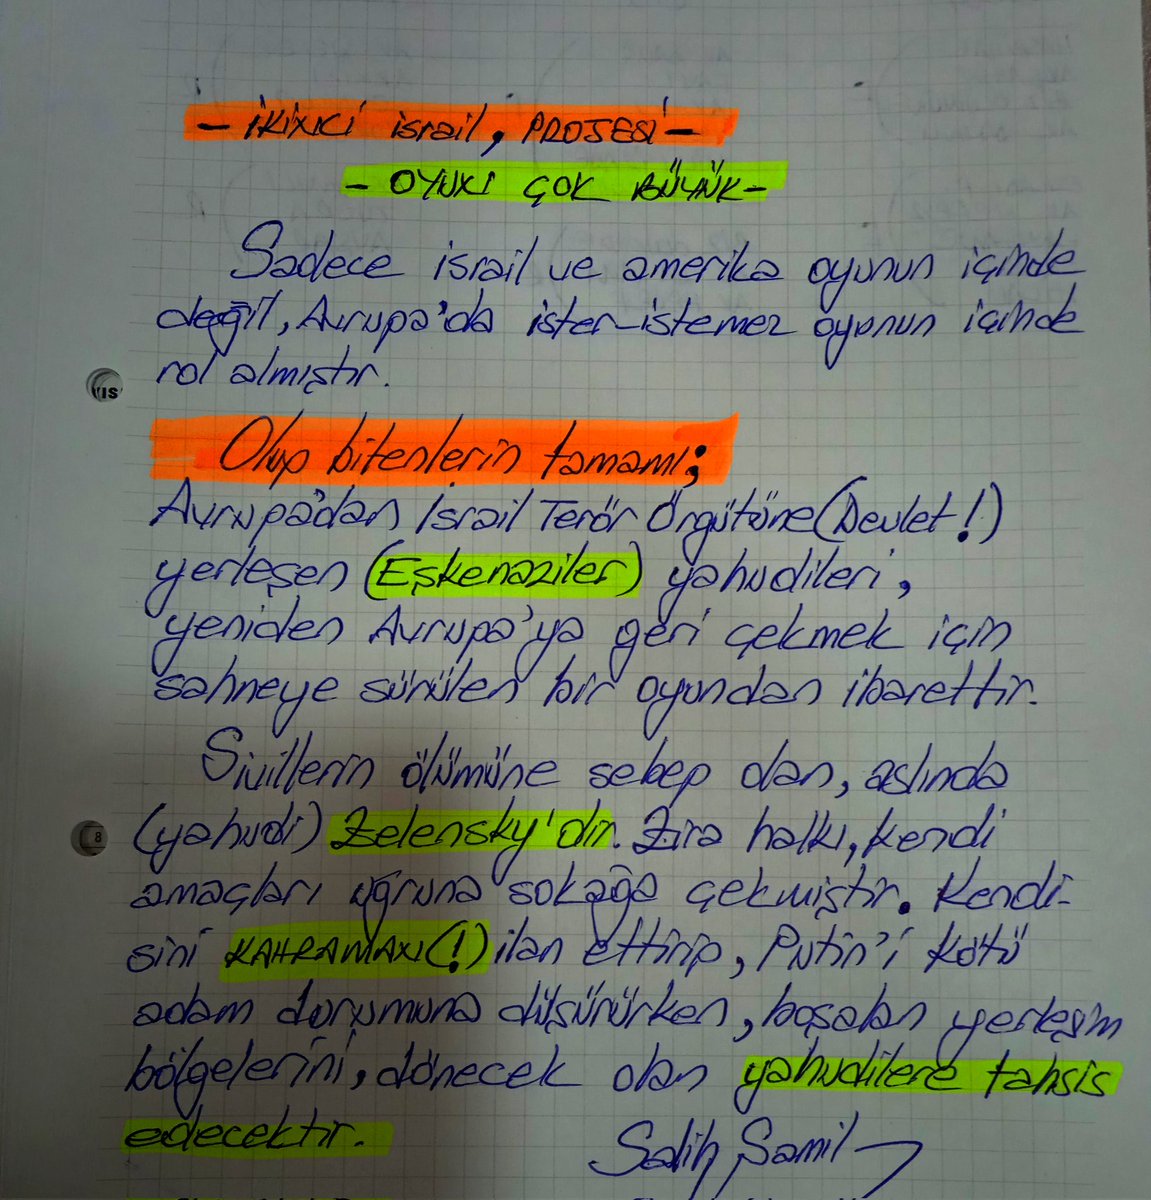 - İKİNCİ israil, PROJESİ -
- OYUNU ÇOK BÜYÜK -
Sadece israil ve amerika oyunun içinde
değil, Avrupa'da ister-istemez oyunun içinde
rol almıştır.
Olup bitenlerin tamamı;
Avrupa'dan İsrail Terör Örgütüne (Devlet!)
yerleşen (Eşkenaziler) yahudileri,
yeniden Avrupa'ya geri çekmek için
sahneye sürülen bir oyundan ibarettir.
Sivillerin ölümüne sebep olan, aslında
(yahudi) Zelensky'dir. Zira halkı, kendi
amaçları uğruna sokağa çekmiştir. Kendi-
sini KAHRAMAN(!) ilan ettirip, Putin'i kötü
adam durumuna düşürürken, boşalan yerleşim
bölgelerini, dönecek olan yahudilere tahsis
edecektir.
Salih Şamil
8